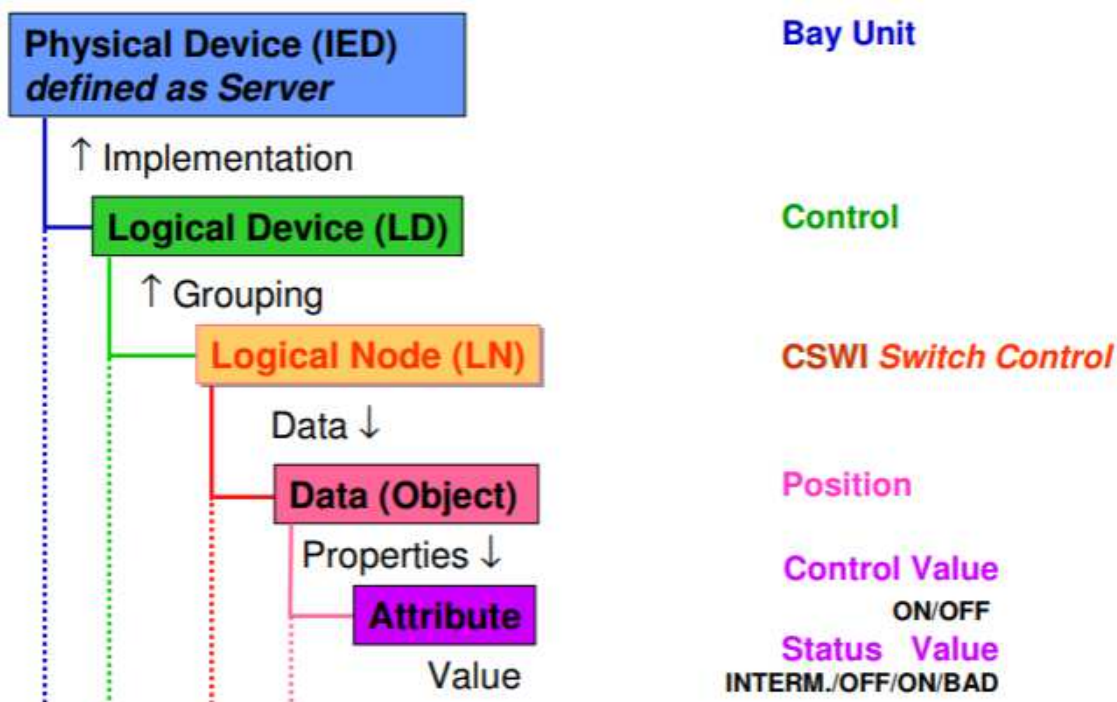 Physical Device (IED)
defined as Server
Bay Unit
↑ Implementation
Logical Device (LD)
Control
↑ Grouping
Logical Node (LN)
CSWI Switch Control
Data ↓
Data (Object)
Position
Properties ↓
Control Value
Attribute
ON/OFF
Status Value
Value
INTERM./OFF/ON/BAD